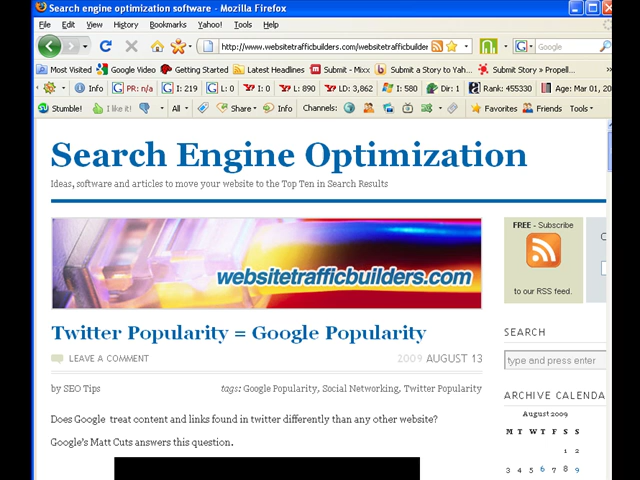 Search engine optimization software - Mozilla Firefox
File Edit View History Bookmarks Yahoo! Tools Help
http://www.websitetrafficbuilders.com/websitetrafficbuilder
Google
Most Visited Google Video Getting Started Latest Headlines Submit - Mixx Submit a Story to Yah... Submit Story » Propell...
Info PR: n/a I: 219 L: 0 I: 0 L: 890 LD: 3,862 I: 580 Dir: 1 Rank: 455330 Age: Mar 01, 20
Stumble! I like it! All Share Info Channels: Favorites Friends Tools
Search Engine Optimization
Ideas, software and articles to move your website to the Top Ten in Search Results
websitetrafficbuilders.com
FREE - Subscribe
to our RSS feed.
Twitter Popularity = Google Popularity
LEAVE A COMMENT
2009 AUGUST 13
by SEO Tips
tags: Google Popularity, Social Networking, Twitter Popularity
Does Google treat content and links found in twitter differently than any other website?
Google's Matt Cuts answers this question.
SEARCH
type and press enter
ARCHIVE CALENDA
August 2009
M T W T F S S
1 2
3 4 5 6 7 8 9